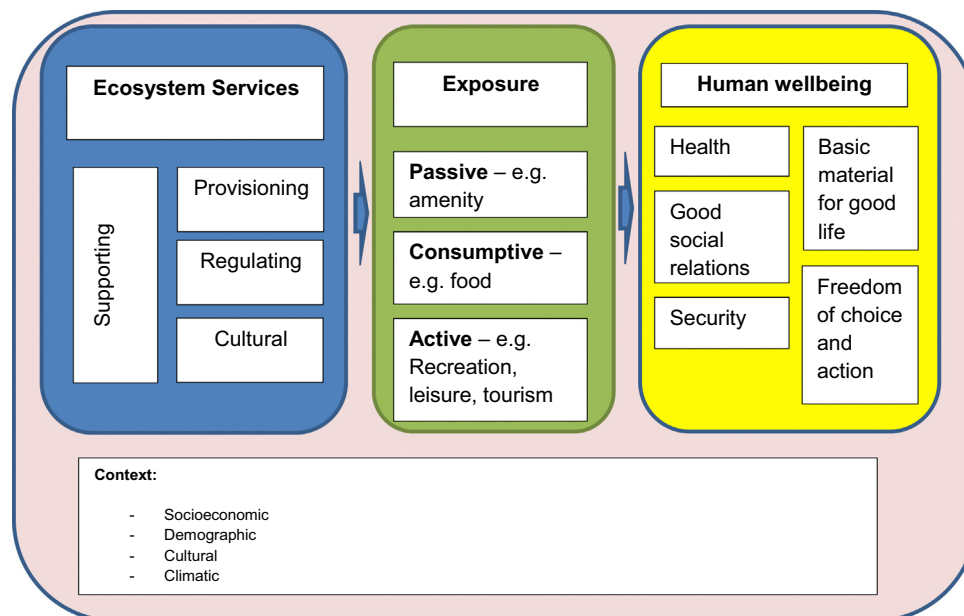 Ecosystem Services
Supporting
Provisioning
Regulating
Cultural
Exposure
Passive – e.g.
amenity
Consumptive –
e.g. food
Active – e.g.
Recreation,
leisure, tourism
Human wellbeing
Health
Good
social
relations
Security
Basic
material
for good
life
Freedom
of choice
and
action
Context:
- Socioeconomic
- Demographic
- Cultural
- Climatic